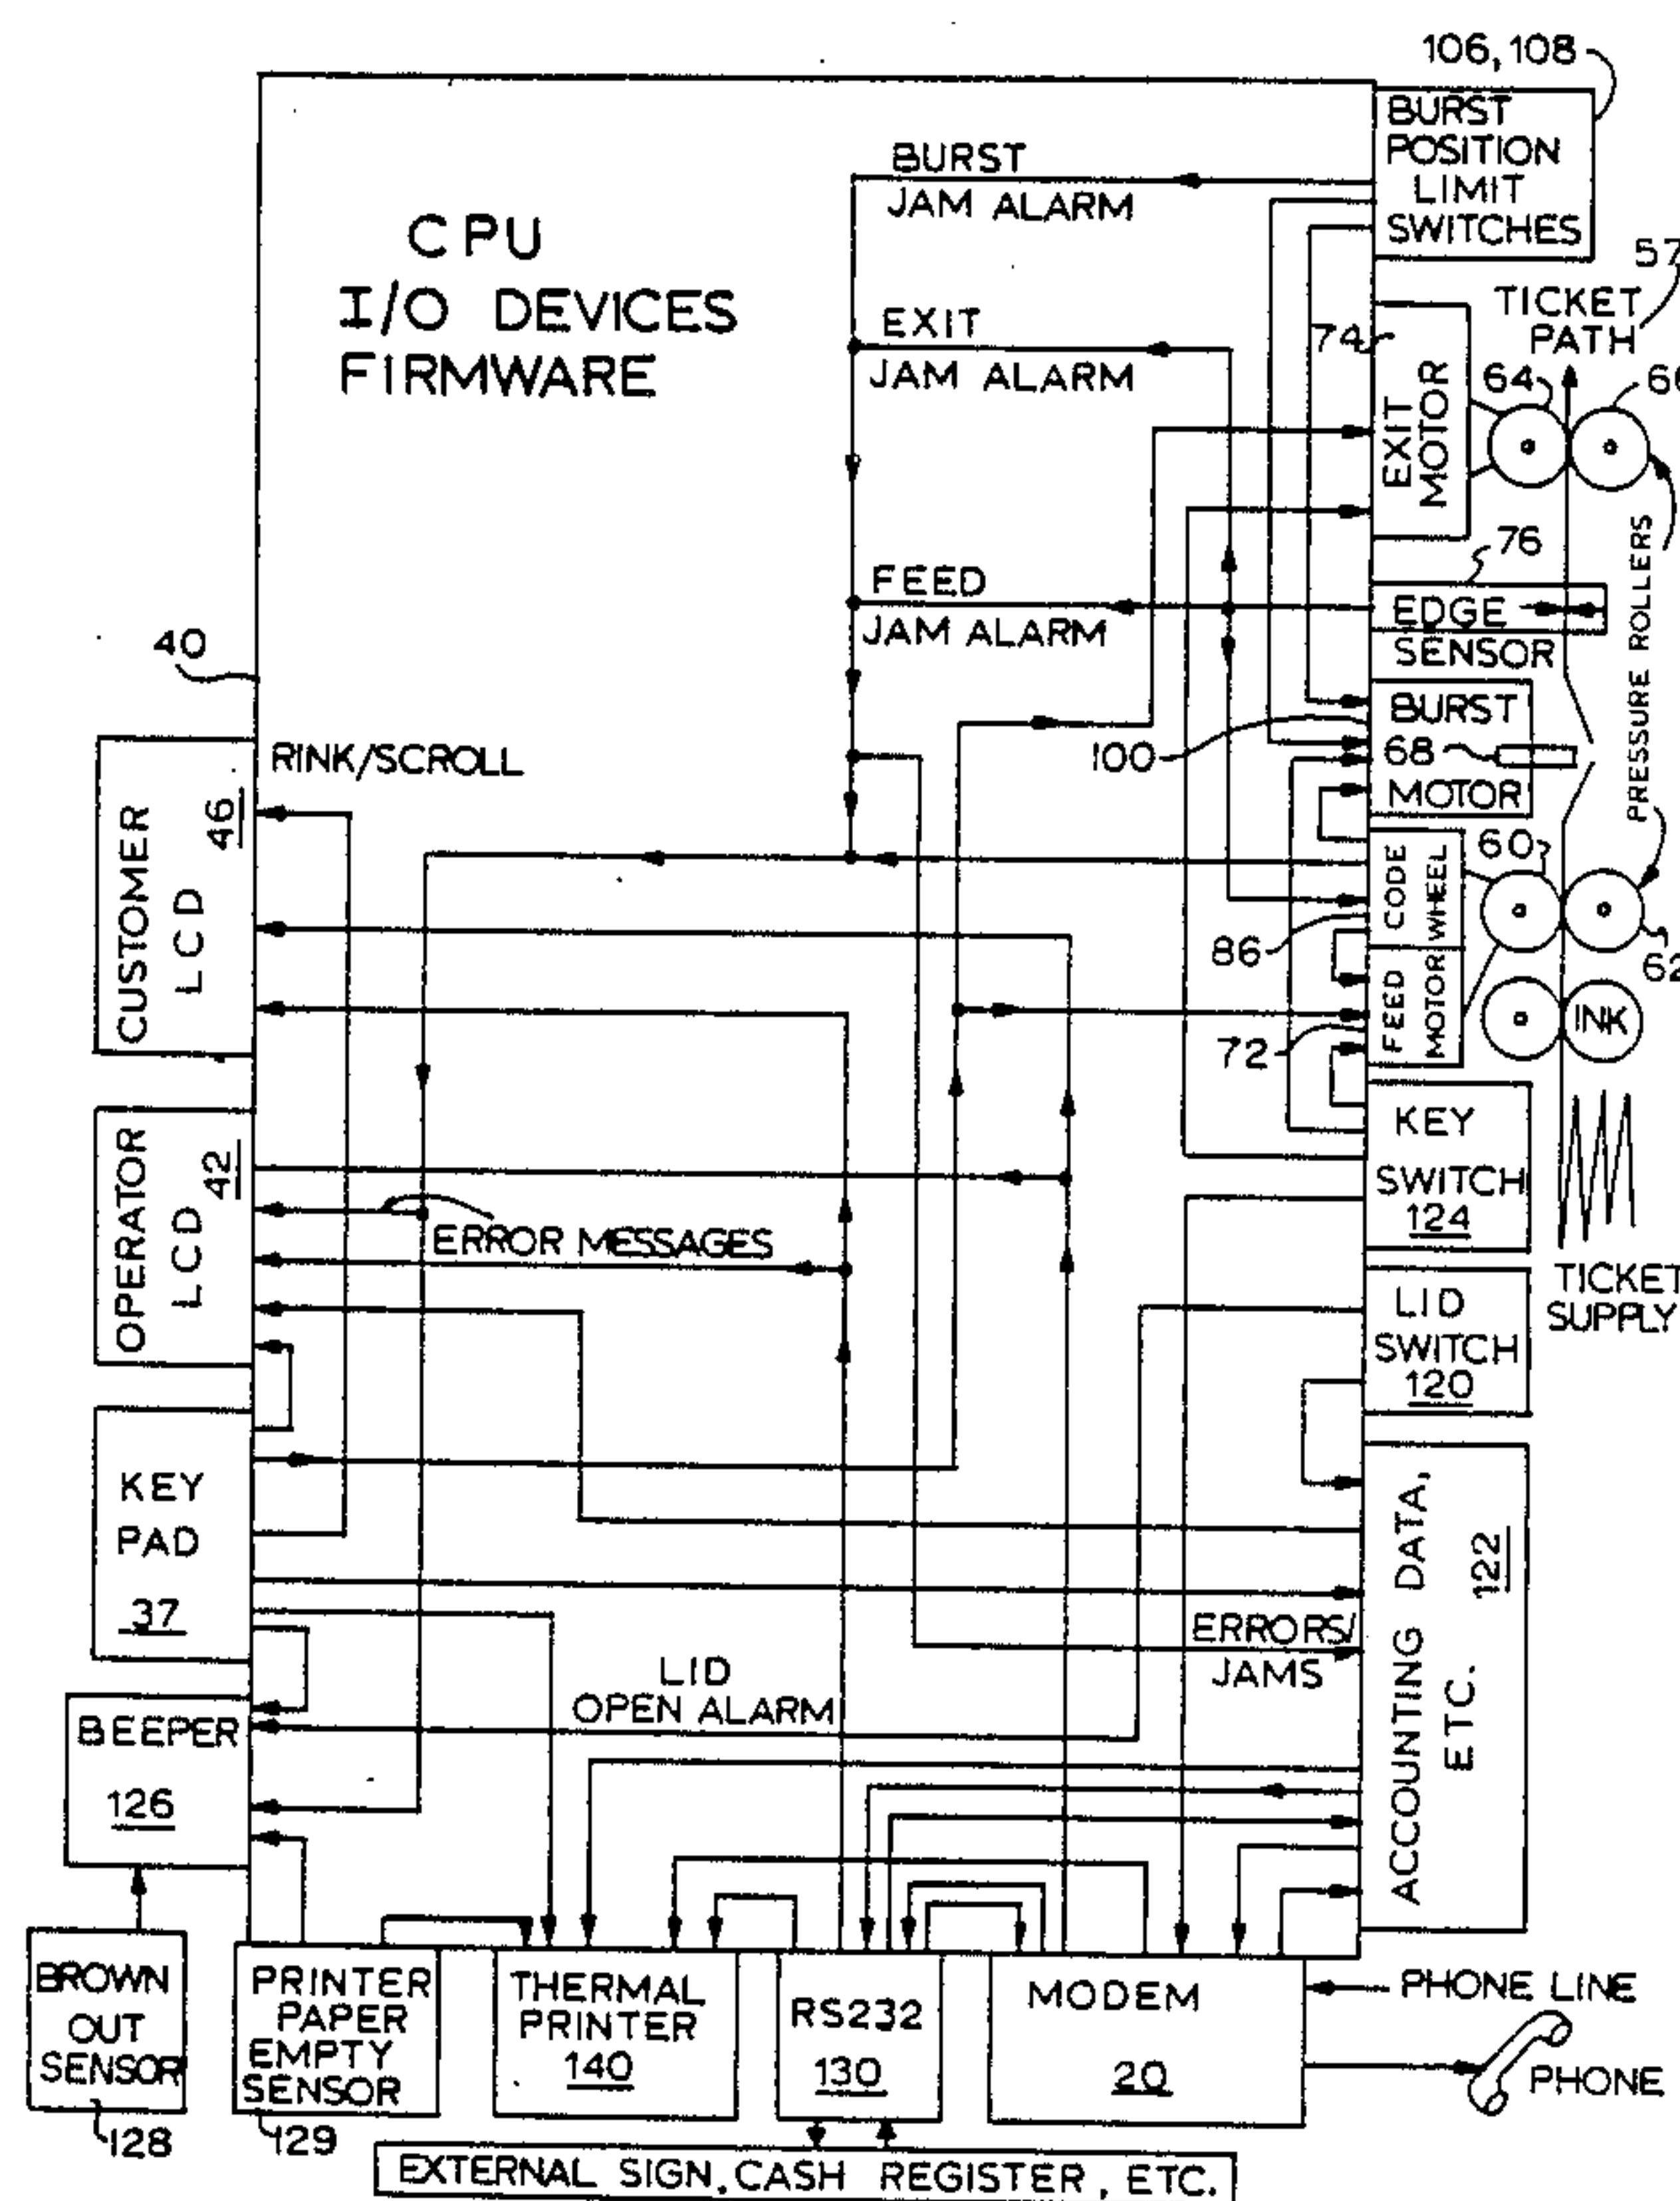 106, 108
BURST
POSITION
LIMIT
SWITCHES
BURST
JAM ALARM
CPU
I/O DEVICES
FIRMWARE
57
TICKET
PATH
EXIT
JAM ALARM
74
EXIT
MOTOR
64
66
76
FEED
JAM ALARM
EDGE
SENSOR
PRESSURE ROLLERS
40
BURST
68
MOTOR
100
RINK/SCROLL
CUSTOMER
LCD
46
CODE
WHEEL
60
86
62
FEED
MOTOR
72
INK
KEY
SWITCH
124
OPERATOR
LCD
42
ERROR MESSAGES
TICKET
SUPPLY
LID
SWITCH
120
KEY
PAD
37
ACCOUNTING DATA,
ETC.
122
ERRORS/
JAMS
LID
OPEN ALARM
BEEPER
126
BROWN
OUT
SENSOR
128
PRINTER
PAPER
EMPTY
SENSOR
129
THERMAL
PRINTER
140
RS232
130
MODEM
20
PHONE LINE
PHONE
EXTERNAL SIGN, CASH REGISTER, ETC.